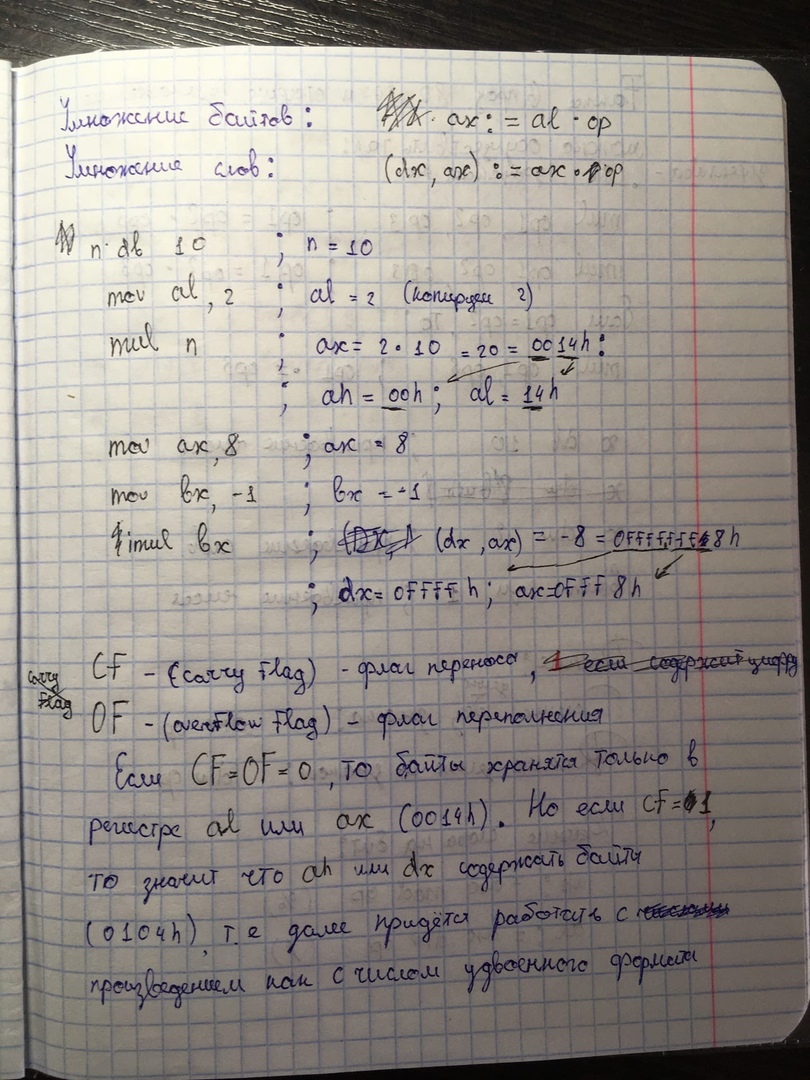 Умножение байтов: ax := al · op
Умножение слов: (dx, ax) := ax · op
n db 10 ; n = 10
mov al, 2 ; al = 2 (копируем 2)
mul n ; ax = 2 · 10 = 20 = 0014h :
; ah = 00h ; al = 14h
mov ax, 8 ; ax = 8
mov bx, -1 ; bx = -1
imul bx ; (dx, ax) = -8 = 0FFFFFFF8h
; dx = 0FFFFh ; ax = 0FFF8h
CF - (carry flag) - флаг переноса, если содержит цифру
carry flag
OF - (overflow flag) - флаг переполнения
Если CF=OF=0, то байты хранятся только в
регистре al или ax (0014h). Но если CF=1,
то значит что ah или dx содержать байты
(0104h), т.е далее придётся работать с
произведением как с числом удвоенного формата